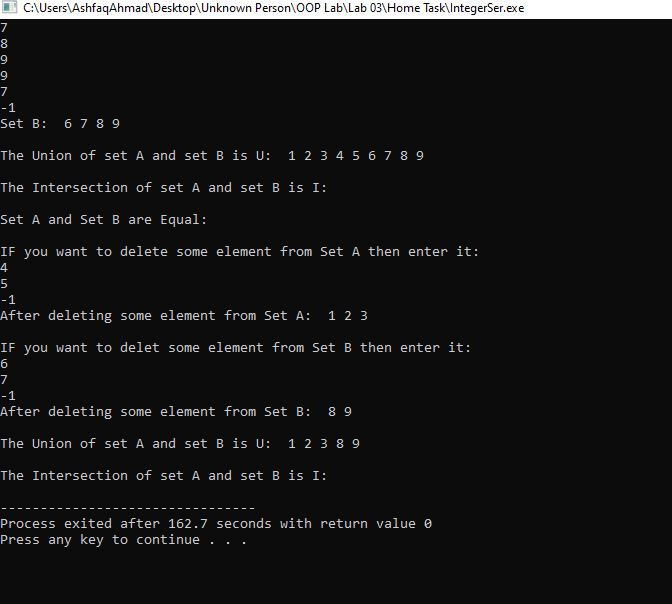 C:\Users\AshfaqAhmad\Desktop\Unknown Person\OOP Lab\Lab 03\Home Task\IntegerSer.exe
7
8
9
9
7
-1
Set B:  6 7 8 9
The Union of set A and set B is U:  1 2 3 4 5 6 7 8 9
The Intersection of set A and set B is I:
Set A and Set B are Equal:
IF you want to delete some element from Set A then enter it:
4
5
-1
After deleting some element from Set A:  1 2 3
IF you want to delet some element from Set B then enter it:
6
7
-1
After deleting some element from Set B:  8 9
The Union of set A and set B is U:  1 2 3 8 9
The Intersection of set A and set B is I:
--------------------------------
Process exited after 162.7 seconds with return value 0
Press any key to continue . . .